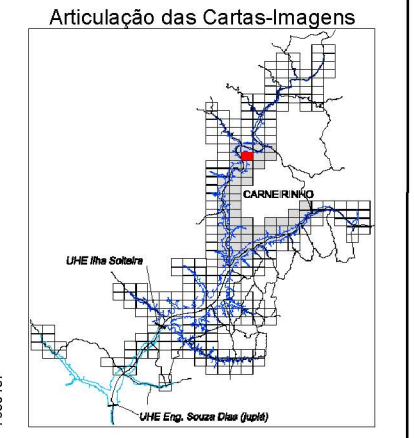 Articulação das Cartas-Imagens
CARNEIRINHO
UHE Ilha Solteira
UHE Eng. Souza Dias (jupiá)